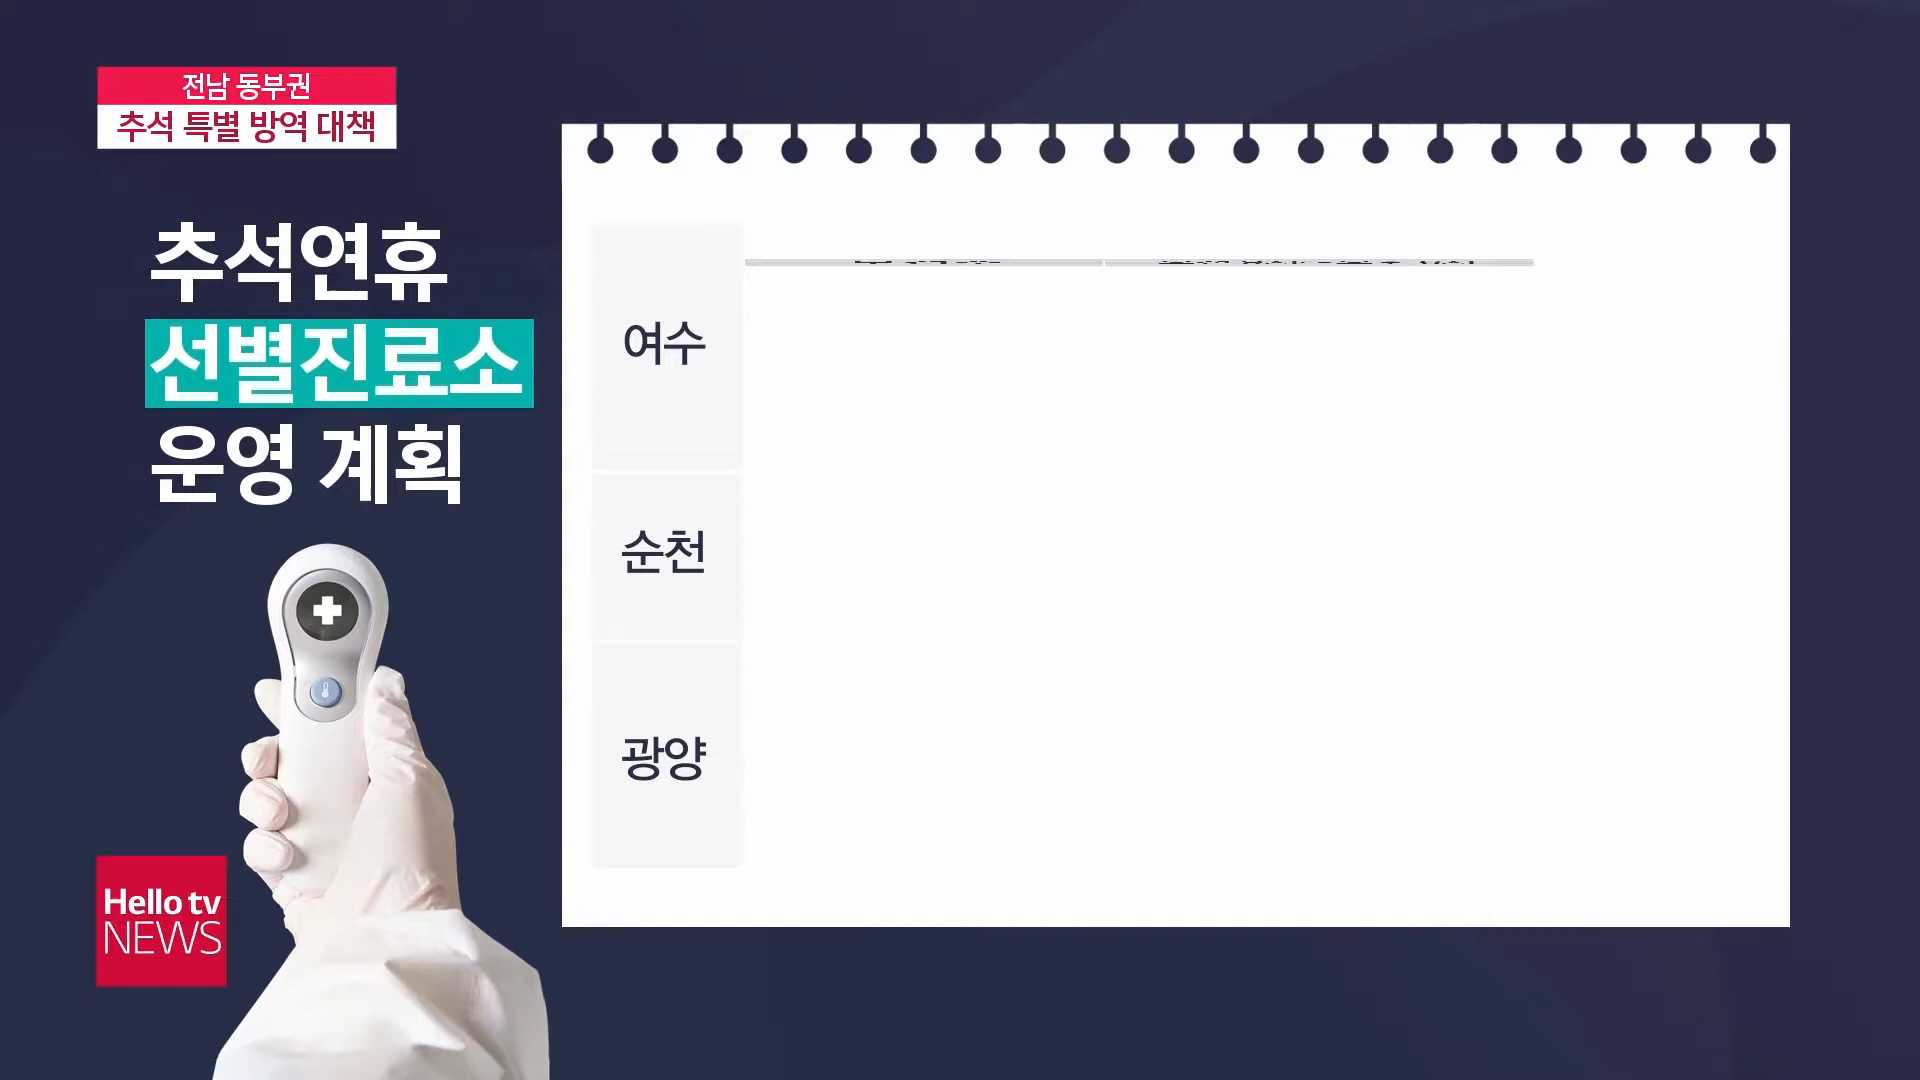 전남 동부권
추석 특별 방역 대책
추석연휴
선별진료소
운영 계획
여수
순천
광양
Hello tv
NEWS